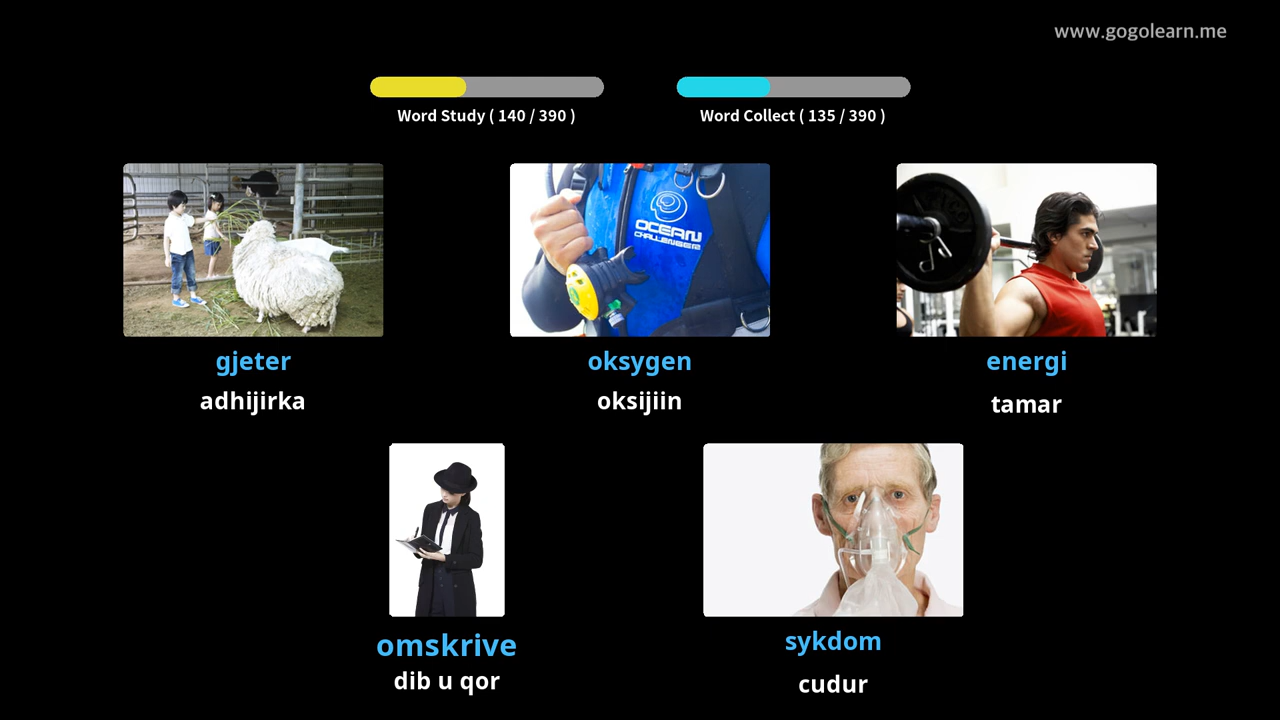 www.gogolearn.me
Word Study ( 140 / 390 )
Word Collect ( 135 / 390 )
OCEAN
CHALLENGER
gjeter
oksygen
energi
adhijirka
oksijiin
tamar
omskrive
sykdom
dib u qor
cudur